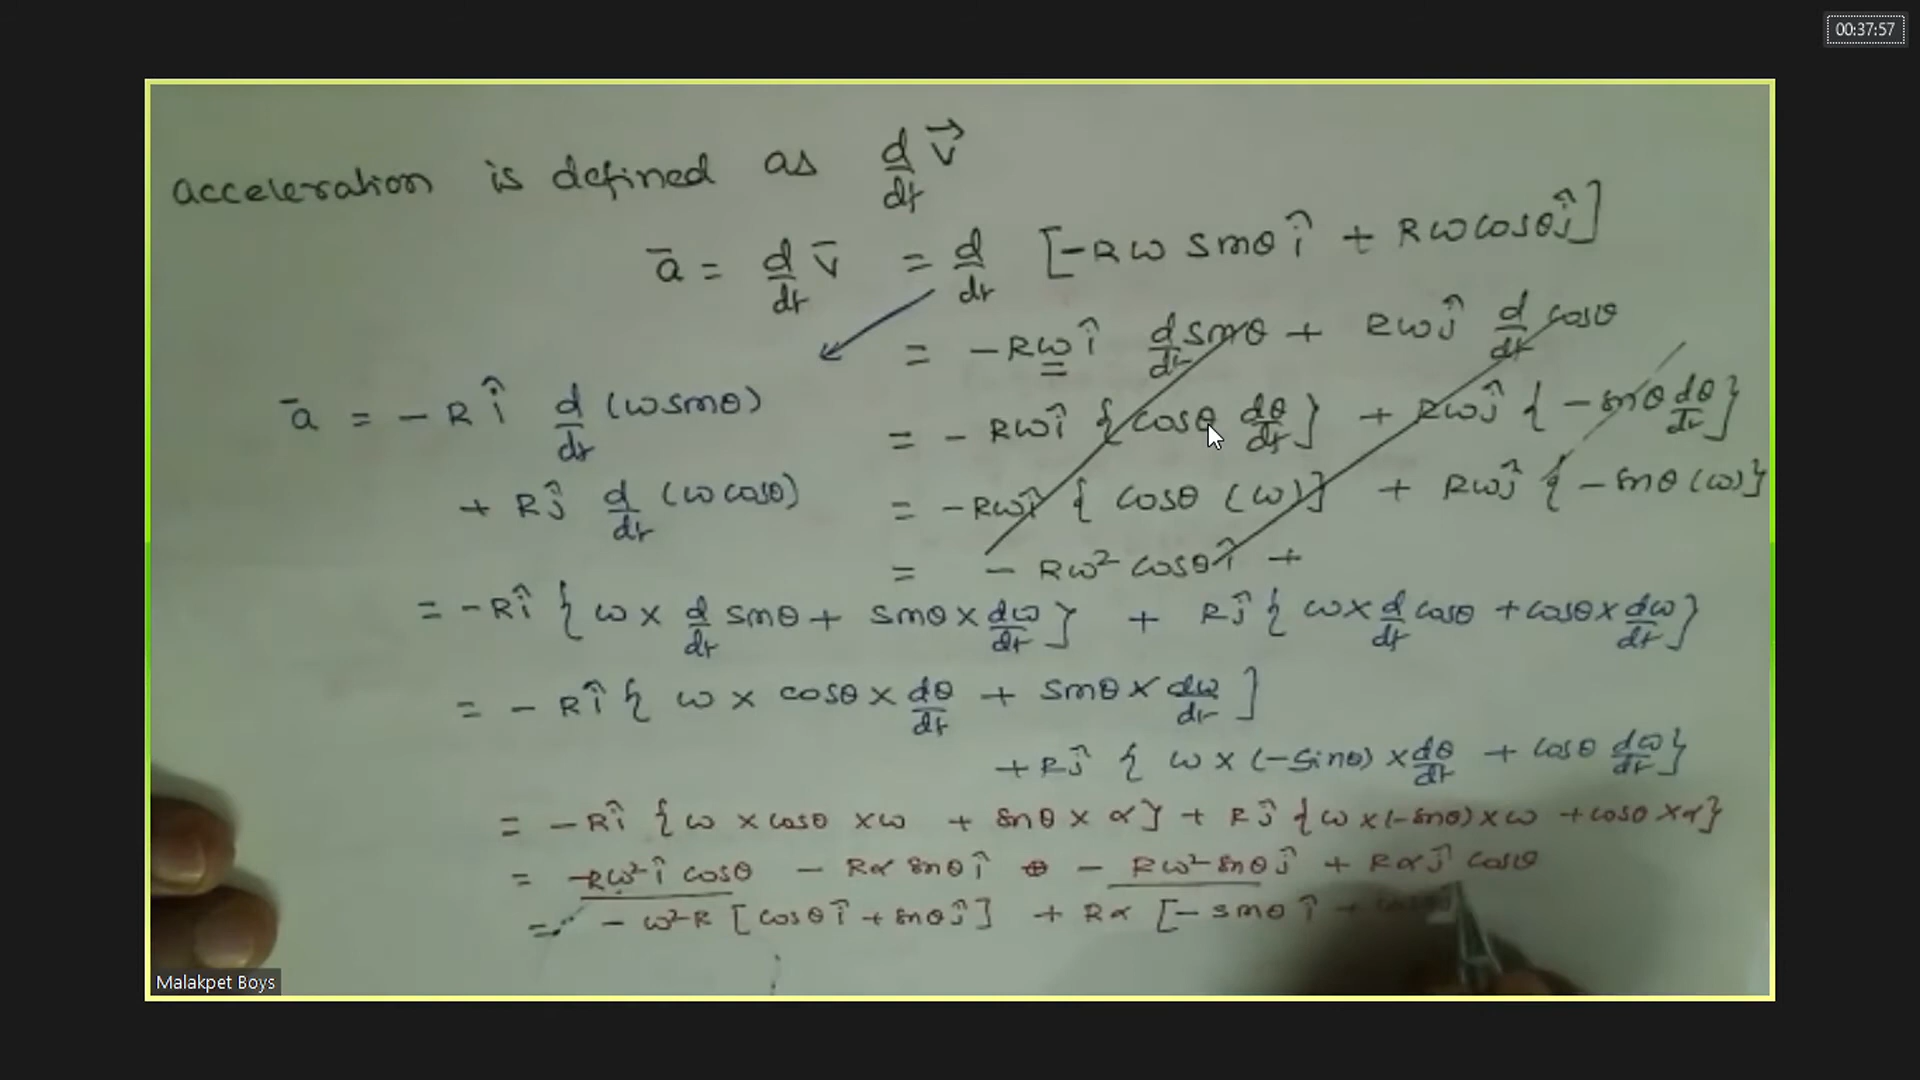 00:37:57
acceleration is defined as d/dt v⃗
ā = d/dt v̄ = d/dt [-Rω sinθ î + Rω cosθ ĵ]
= -Rω î d/dt sinθ + Rω ĵ d/dt cosθ
= -Rω î {cosθ dθ/dt} + Rω ĵ {-sinθ dθ/dt}
= -Rω î {cosθ (ω)} + Rω ĵ {-sinθ (ω)}
= -Rω² cosθ î +
ā = -R î d/dt (ω sinθ)
+ R ĵ d/dt (ω cosθ)
= -R î {ω × d/dt sinθ + sinθ × dω/dt} + R ĵ {ω × d/dt cosθ + cosθ × dω/dt}
= -R î {ω × cosθ × dθ/dt + sinθ × dω/dt]
+ R ĵ {ω × (-sinθ) × dθ/dt + cosθ dω/dt}
= -R î {ω × cosθ × ω + sinθ × α} + R ĵ {ω × (-sinθ) × ω + cosθ × α}
= -Rω² î cosθ - Rα sinθ î - Rω² sinθ ĵ + Rα ĵ cosθ
= -ω²R [cosθ î + sinθ ĵ] + Rα [-sinθ î +
Malakpet Boys